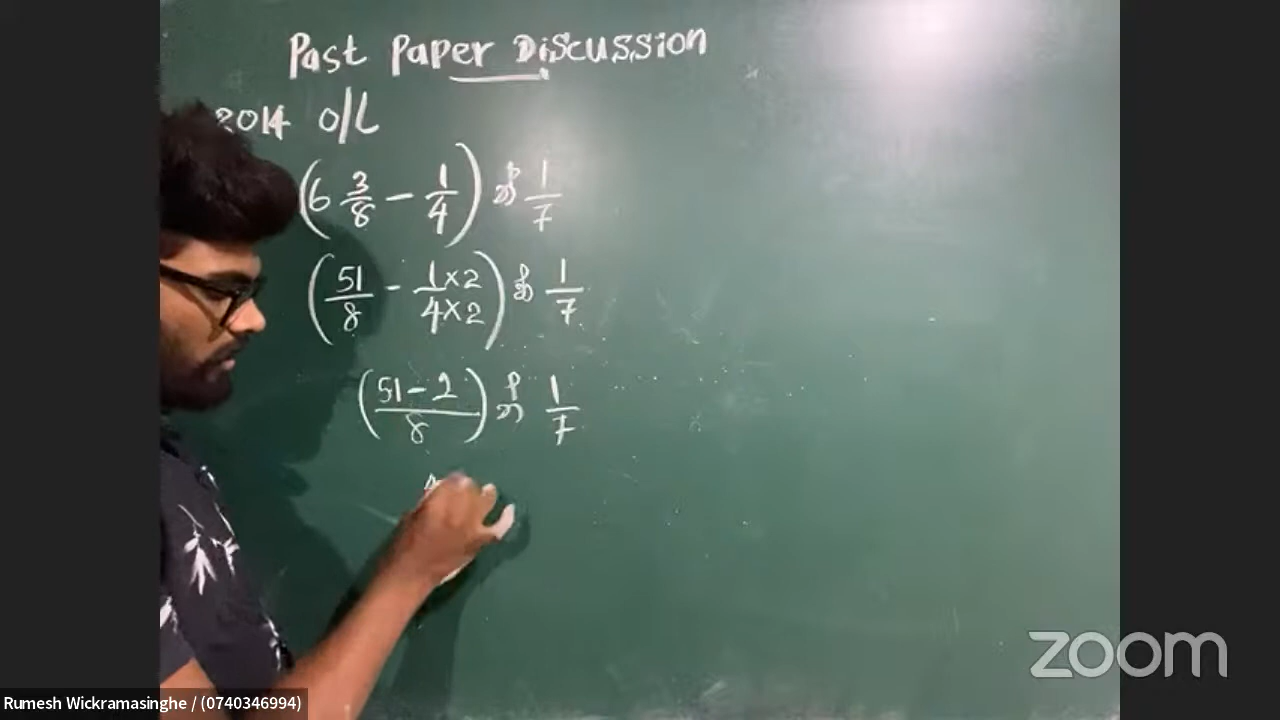 Past Paper Discussion
2014 O/L
(6 3/8 - 1/4) න් 1/7
(51/8 - 1×2/4×2) න් 1/7
(51-2/8) න් 1/7
zoom
Rumesh Wickramasinghe / (0740346994)